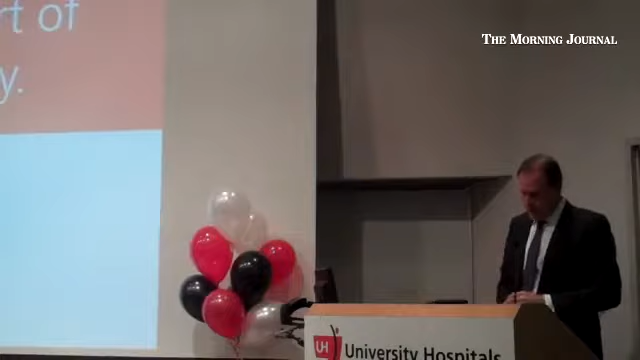 rt of
y.
THE MORNING JOURNAL
UH University Hospitals